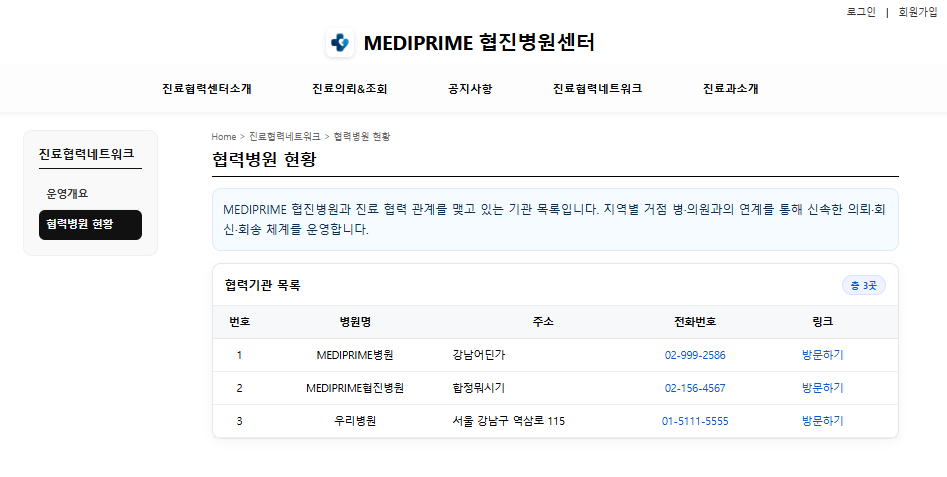 로그인 | 회원가입
MEDIPRIME 협진병원센터
진료협력센터소개 진료의뢰&조회 공지사항 진료협력네트워크 진료과소개
진료협력네트워크
운영개요
협력병원 현황
Home > 진료협력네트워크 > 협력병원 현황
협력병원 현황
MEDIPRIME 협진병원과 진료 협력 관계를 맺고 있는 기관 목록입니다. 지역별 거점 병·의원과의 연계를 통해 신속한 의뢰·회
신·회송 체계를 운영합니다.
협력기관 목록 총 3곳
번호 병원명 주소 전화번호 링크
1 MEDIPRIME병원 강남어딘가 02-999-2586 방문하기
2 MEDIPRIME협진병원 합정뭐시기 02-156-4567 방문하기
3 우리병원 서울 강남구 역삼로 115 01-5111-5555 방문하기